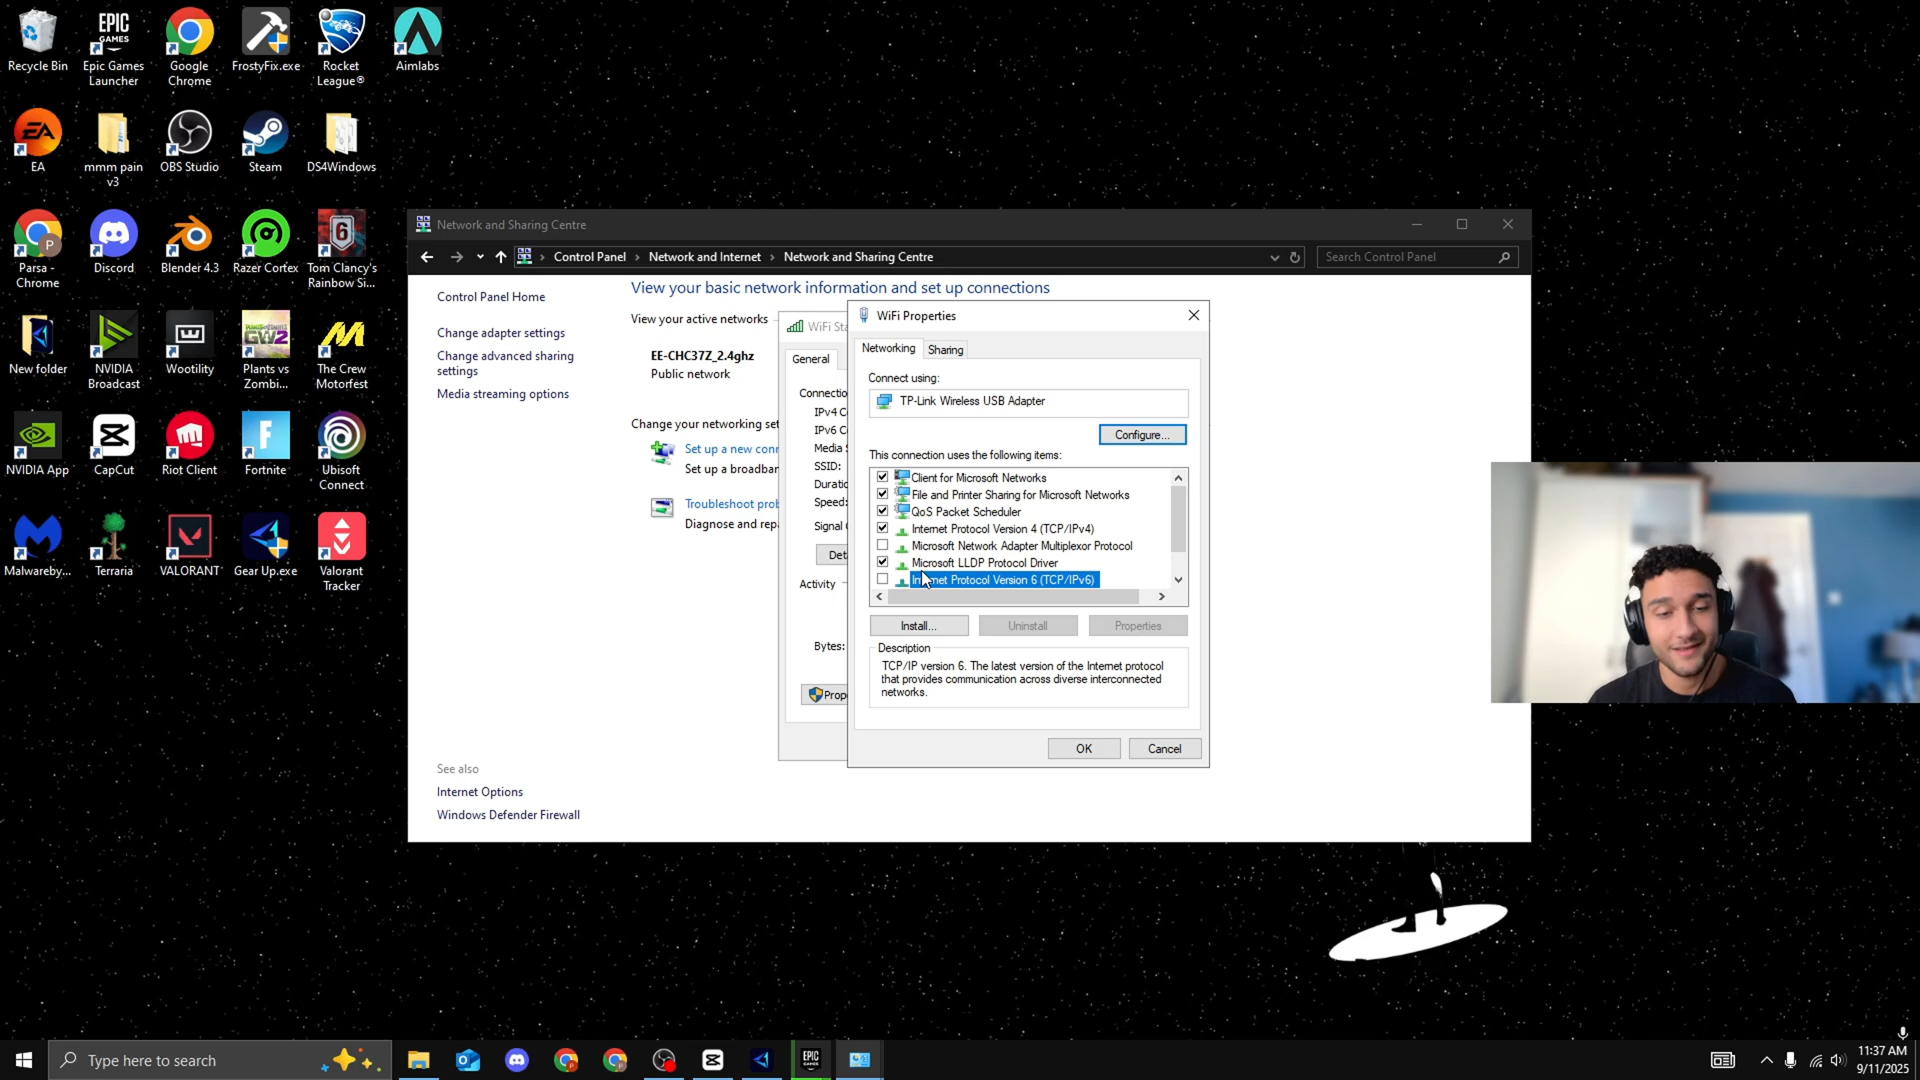 Recycle Bin
Epic Games
Launcher
Google
Chrome
FrostyFix.exe
Rocket
League®
Aimlabs
EA
mmm pain
v3
OBS Studio
Steam
DS4Windows
Parsa -
Chrome
Discord
Blender 4.3
Razer Cortex
Tom Clancy's
Rainbow Si...
New folder
NVIDIA
Broadcast
Wootility
Plants vs
Zombi...
The Crew
Motorfest
NVIDIA App
CapCut
Riot Client
Fortnite
Ubisoft
Connect
Malwareby...
Terraria
VALORANT
Gear Up.exe
Valorant
Tracker
Network and Sharing Centre
Control Panel
Network and Internet
Network and Sharing Centre
Search Control Panel
Control Panel Home
Change adapter settings
Change advanced sharing
settings
Media streaming options
See also
Internet Options
Windows Defender Firewall
View your basic network information and set up connections
View your active networks
EE-CHC37Z_2.4ghz
Public network
Change your networking set
Set up a new conn
Set up a broadban
Troubleshoot prob
Diagnose and repa
WiFi Sta
General
Connectio
IPv4 C
IPv6 C
Media S
SSID:
Duratio
Speed:
Signal
Det
Activity
Bytes:
Prop
WiFi Properties
Networking
Sharing
Connect using:
TP-Link Wireless USB Adapter
Configure...
This connection uses the following items:
Client for Microsoft Networks
File and Printer Sharing for Microsoft Networks
QoS Packet Scheduler
Internet Protocol Version 4 (TCP/IPv4)
Microsoft Network Adapter Multiplexor Protocol
Microsoft LLDP Protocol Driver
Internet Protocol Version 6 (TCP/IPv6)
Install...
Uninstall
Properties
Description
TCP/IP version 6. The latest version of the Internet protocol
that provides communication across diverse interconnected
networks.
OK
Cancel
Type here to search
11:37 AM
9/11/2025